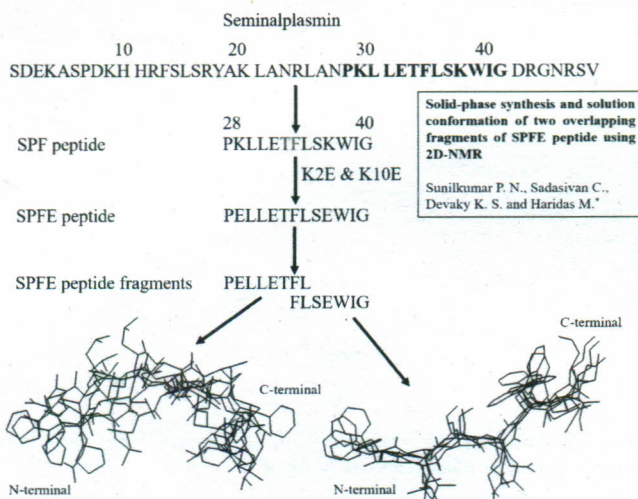 Seminalplasmin
10 20 30 40
SDEKASPDKH HRFSLSRYAK LANRLANPKL LETFLSKWIG DRGNRSV
28 40
SPF peptide PKLLETFLSKWIG
K2E & K10E
SPFE peptide PELLETFLSEWIG
SPFE peptide fragments PELLETFL
FLSEWIG
Solid-phase synthesis and solution
conformation of two overlapping
fragments of SPFE peptide using
2D-NMR
Sunilkumar P. N., Sadasivan C.,
Devaky K. S. and Haridas M.*
C-terminal
N-terminal
C-terminal
N-terminal